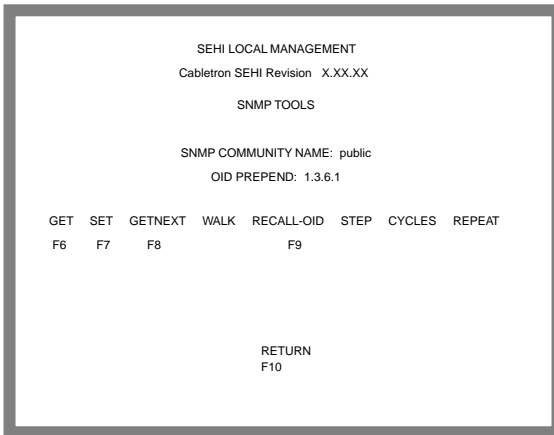 SEHI LOCAL MANAGEMENT
Cabletron SEHI Revision X.XX.XX
SNMP TOOLS
SNMP COMMUNITY NAME: public
OID PREPEND: 1.3.6.1
GET SET GETNEXT WALK RECALL-OID STEP CYCLES REPEAT
F6 F7 F8 F9
RETURN
F10